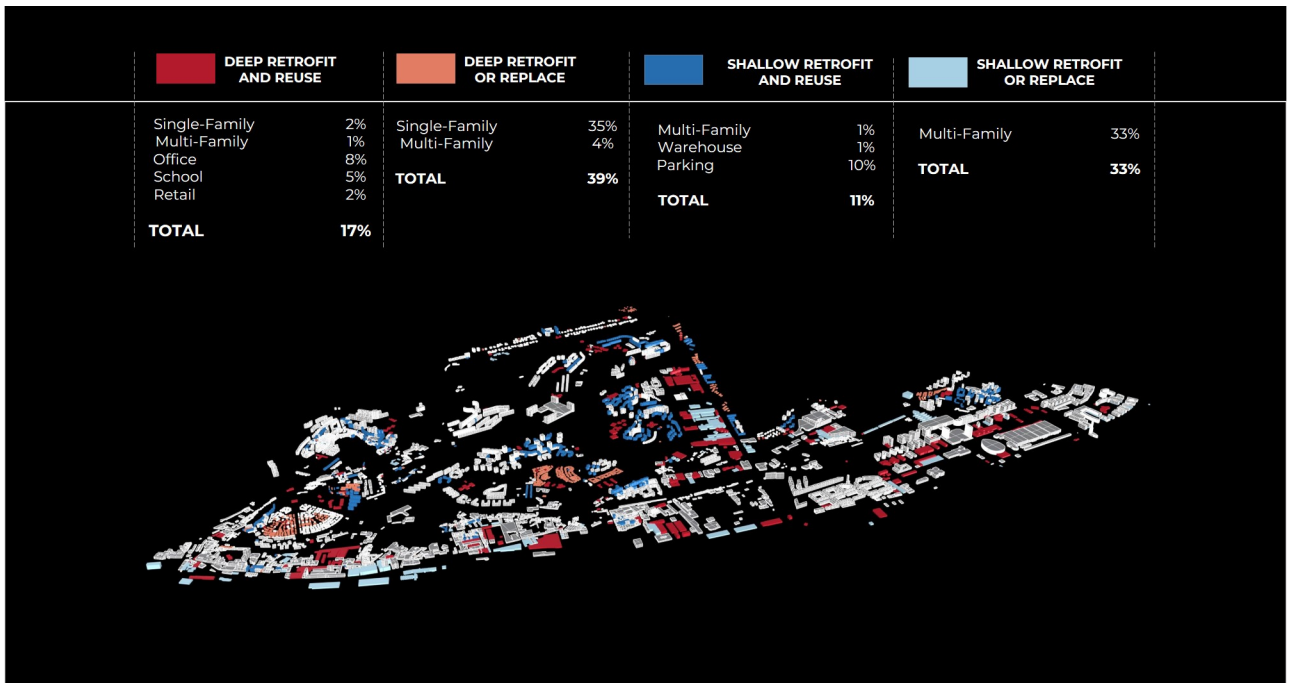 DEEP RETROFIT
AND REUSE
DEEP RETROFIT
OR REPLACE
SHALLOW RETROFIT
AND REUSE
SHALLOW RETROFIT
OR REPLACE
Single-Family 2%
Multi-Family 1%
Office 8%
School 5%
Retail 2%
TOTAL 17%
Single-Family 35%
Multi-Family 4%
TOTAL 39%
Multi-Family 1%
Warehouse 1%
Parking 10%
TOTAL 11%
Multi-Family 33%
TOTAL 33%